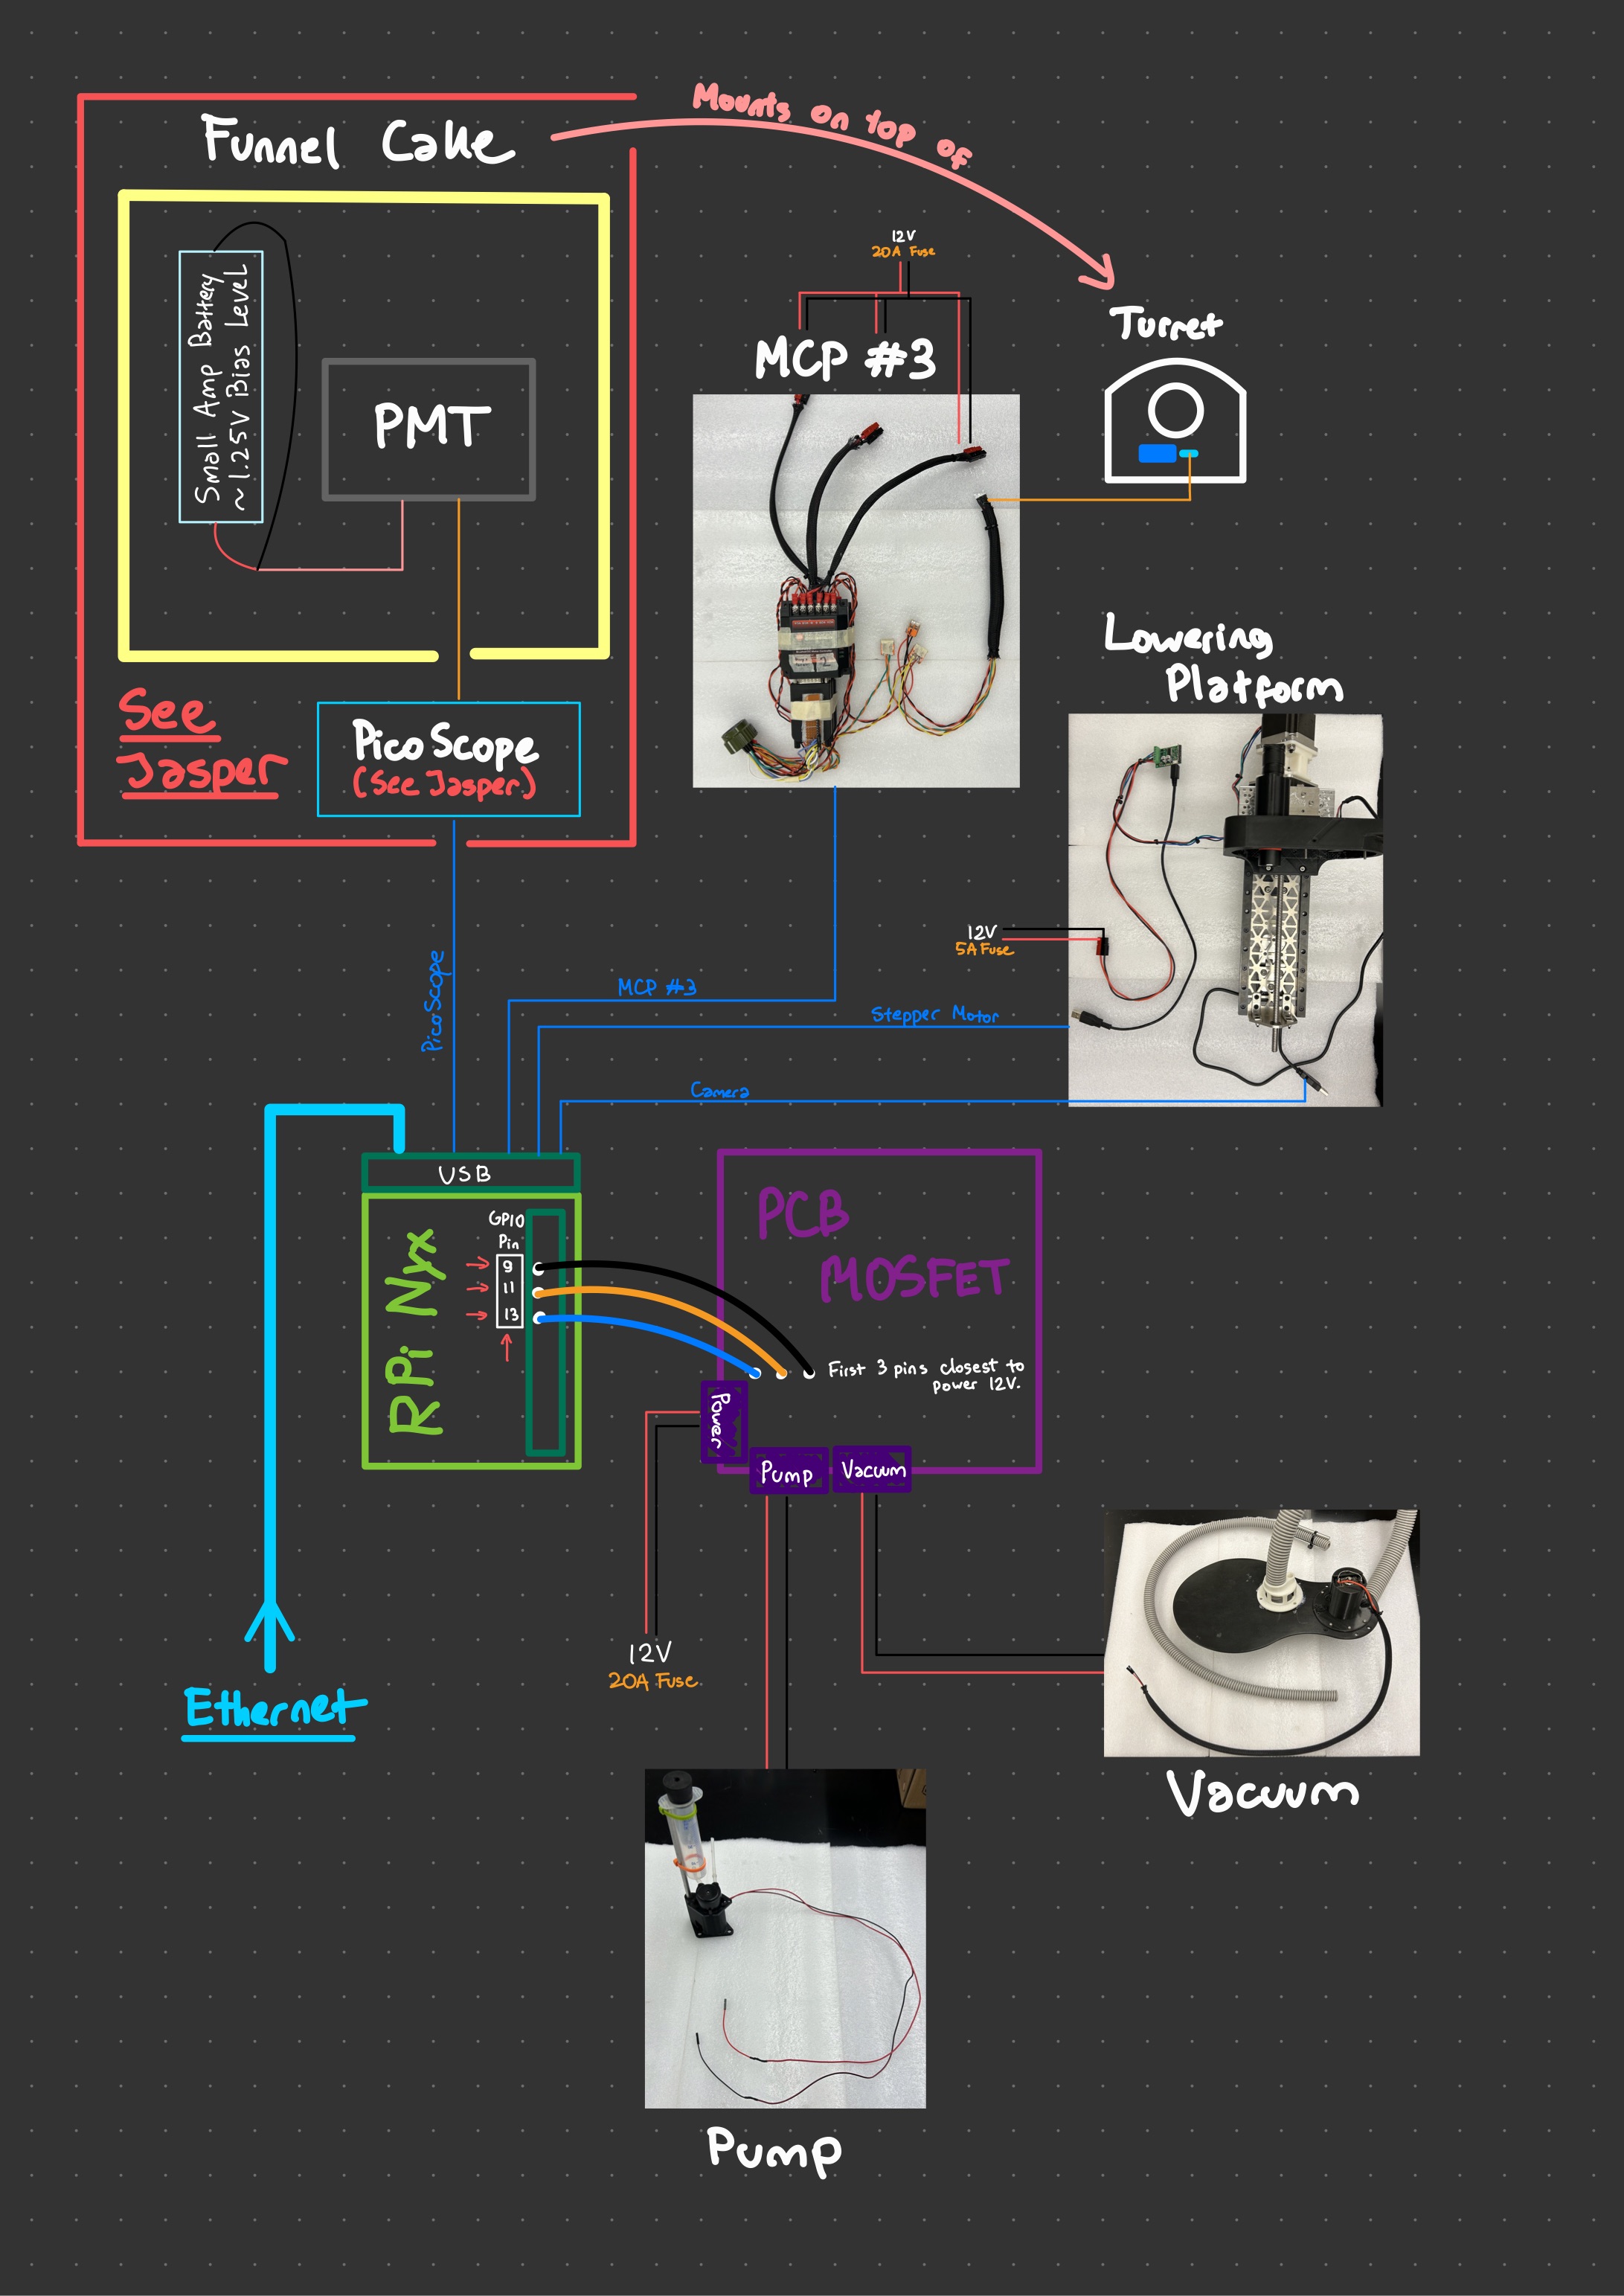 Funnel Cake
Mounts on top of
Small Amp Battery
~1.25V Bias Level
PMT
See
Jasper
PicoScope
(See Jasper)
12V
20A Fuse
MCP #3
Turret
Lowering
Platform
12V
5A Fuse
PicoScope
MCP #3
Stepper Motor
Camera
USB
RPi Nyx
GPIO
Pin
9
11
13
PCB
MOSFET
First 3 pins closest to
power 12V.
Power
Pump
Vacuum
12V
20A Fuse
Ethernet
Vacuum
Pump